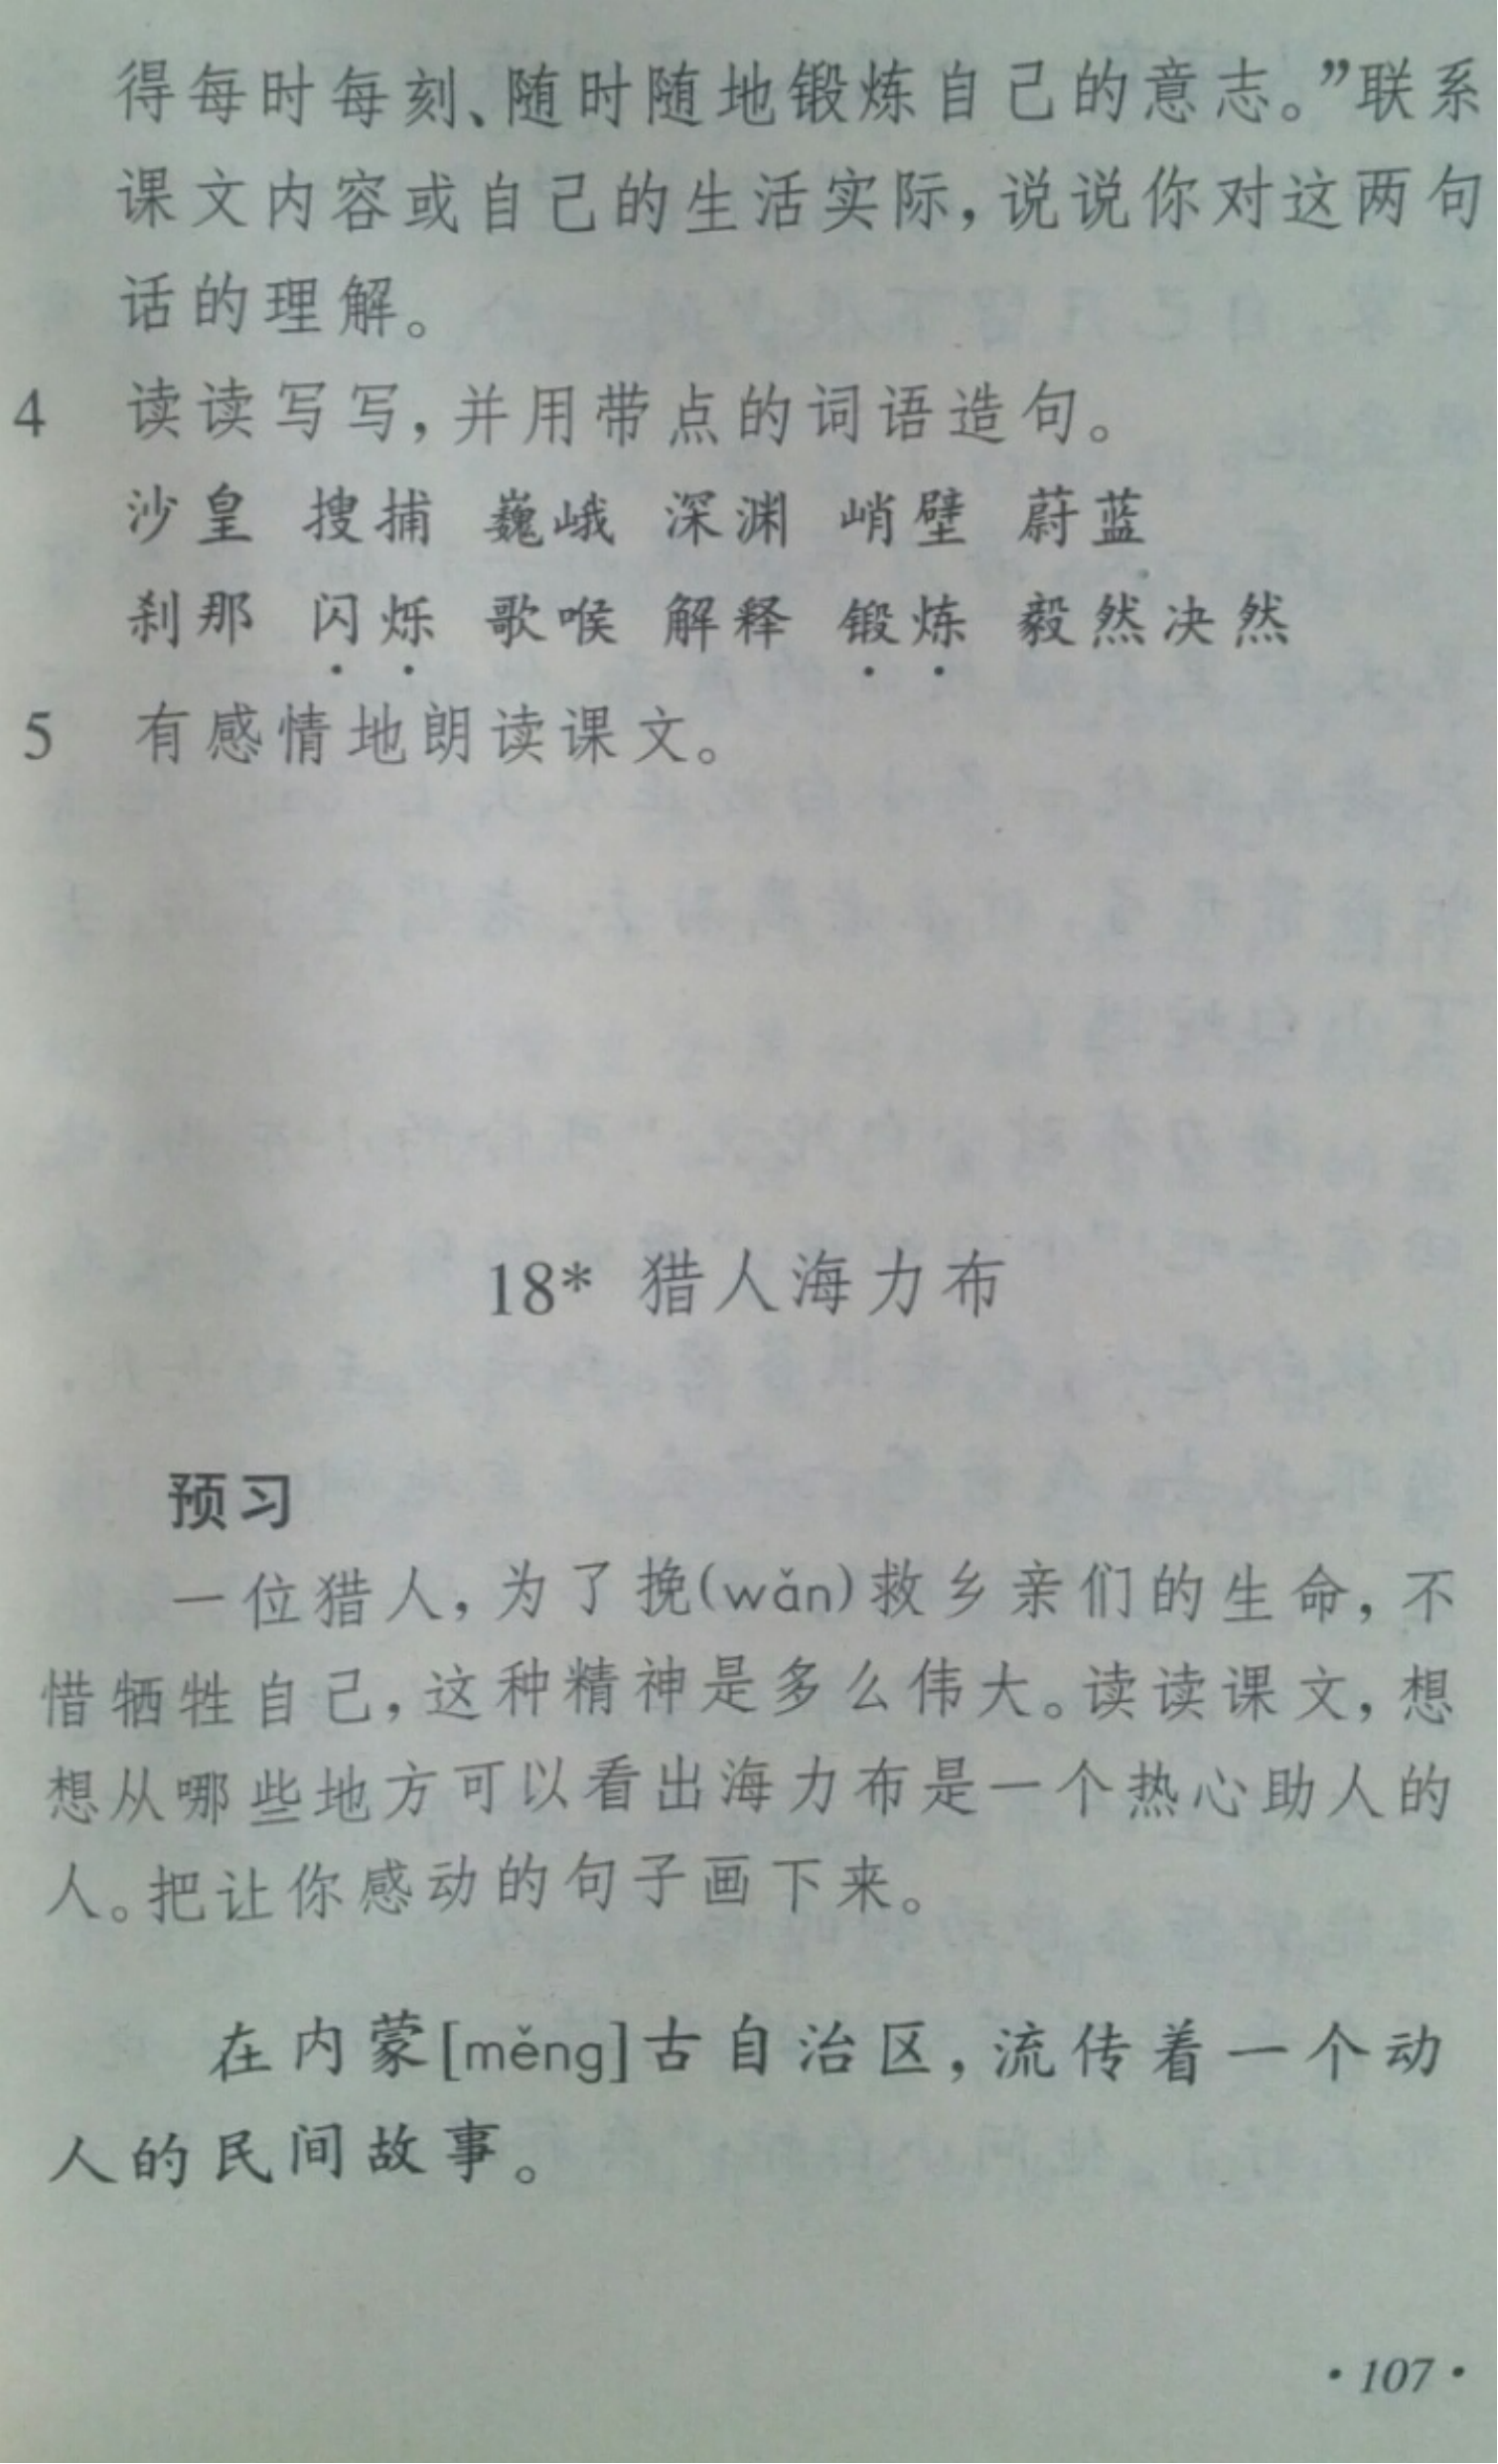 得每时每刻、随时随地锻炼自己的意志。”联系
课文内容或自己的生活实际，说说你对这两句
话的理解。
4 读读写写，并用带点的词语造句。
沙皇 搜捕 巍峨 深渊 峭壁 蔚蓝
刹那 闪烁 歌喉 解释 锻炼 毅然决然
5 有感情地朗读课文。
18* 猎人海力布
预习
一位猎人，为了挽(wǎn)救乡亲们的生命，不
惜牺牲自己，这种精神是多么伟大。读读课文，想
想从哪些地方可以看出海力布是一个热心助人的
人。把让你感动的句子画下来。
在内蒙[měng]古自治区，流传着一个动
人的民间故事。
·107·